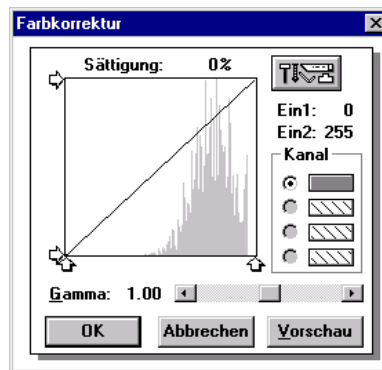 Farbkorrektur
Sättigung: 0%
Ein1: 0
Ein2: 255
Kanal
Gamma: 1.00
OK Abbrechen Vorschau